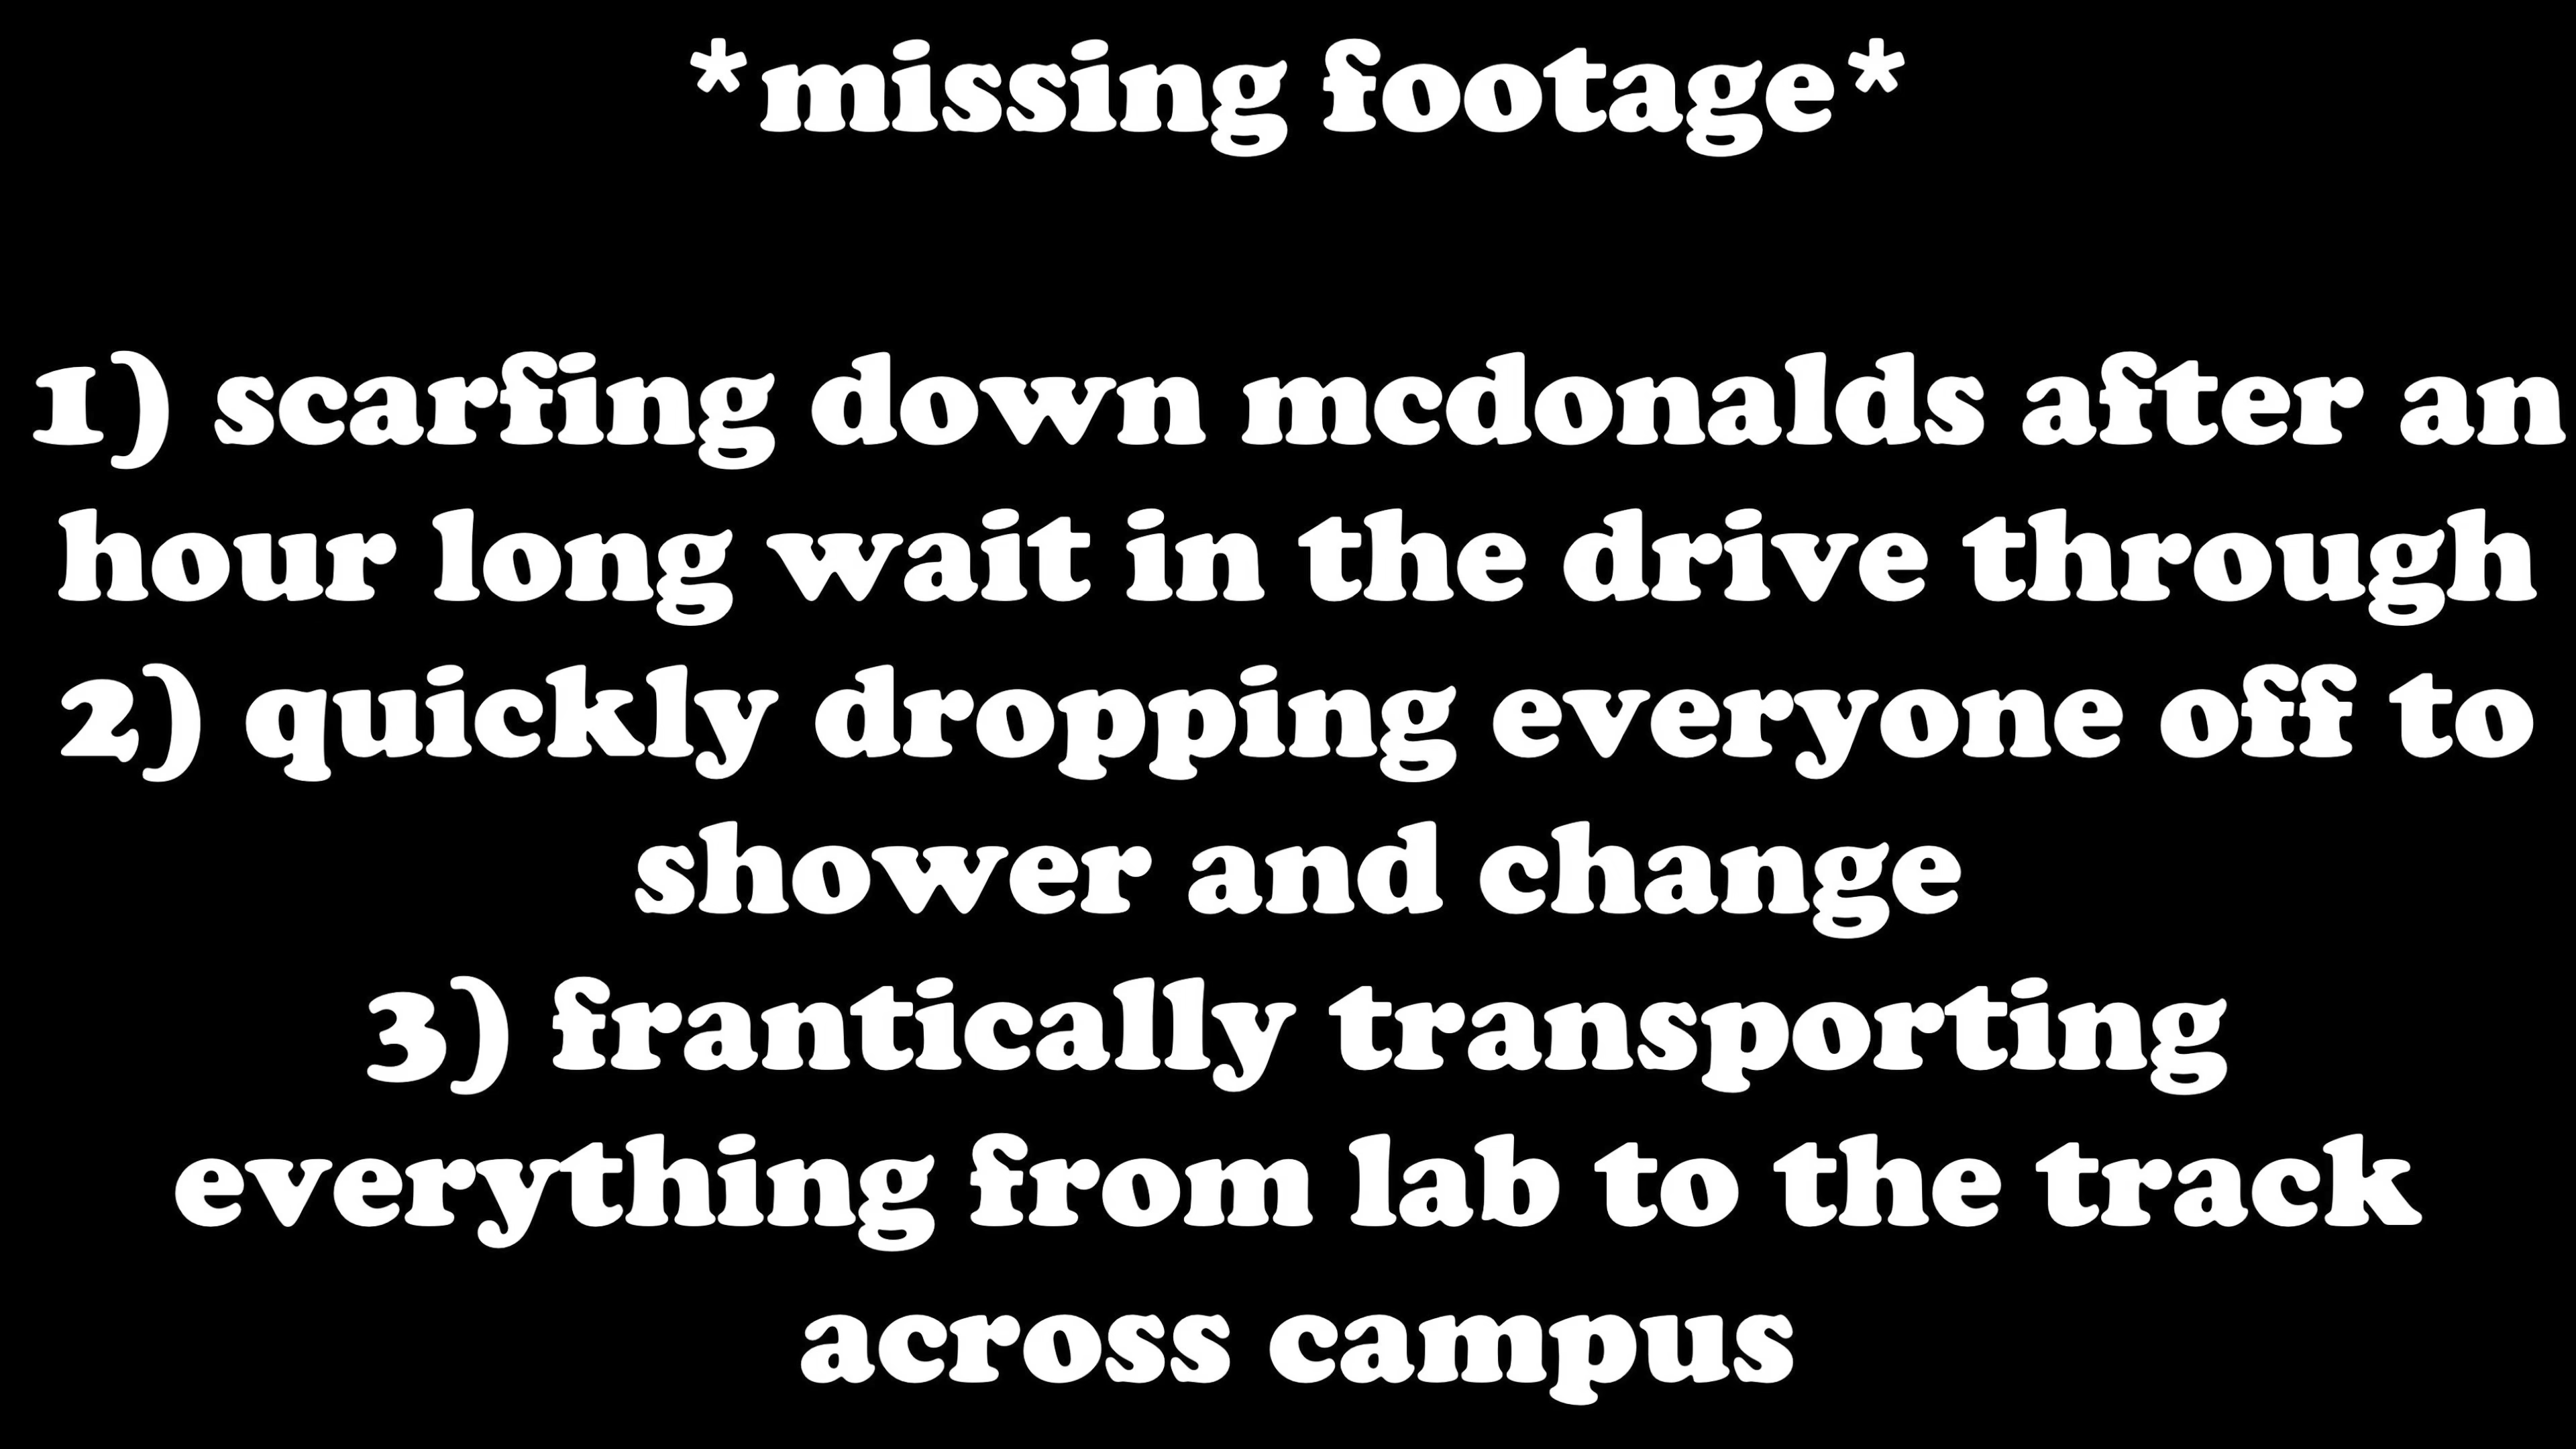 *missing footage*
1) scarfing down mcdonalds after an
hour long wait in the drive through
2) quickly dropping everyone off to
shower and change
3) frantically transporting
everything from lab to the track
across campus